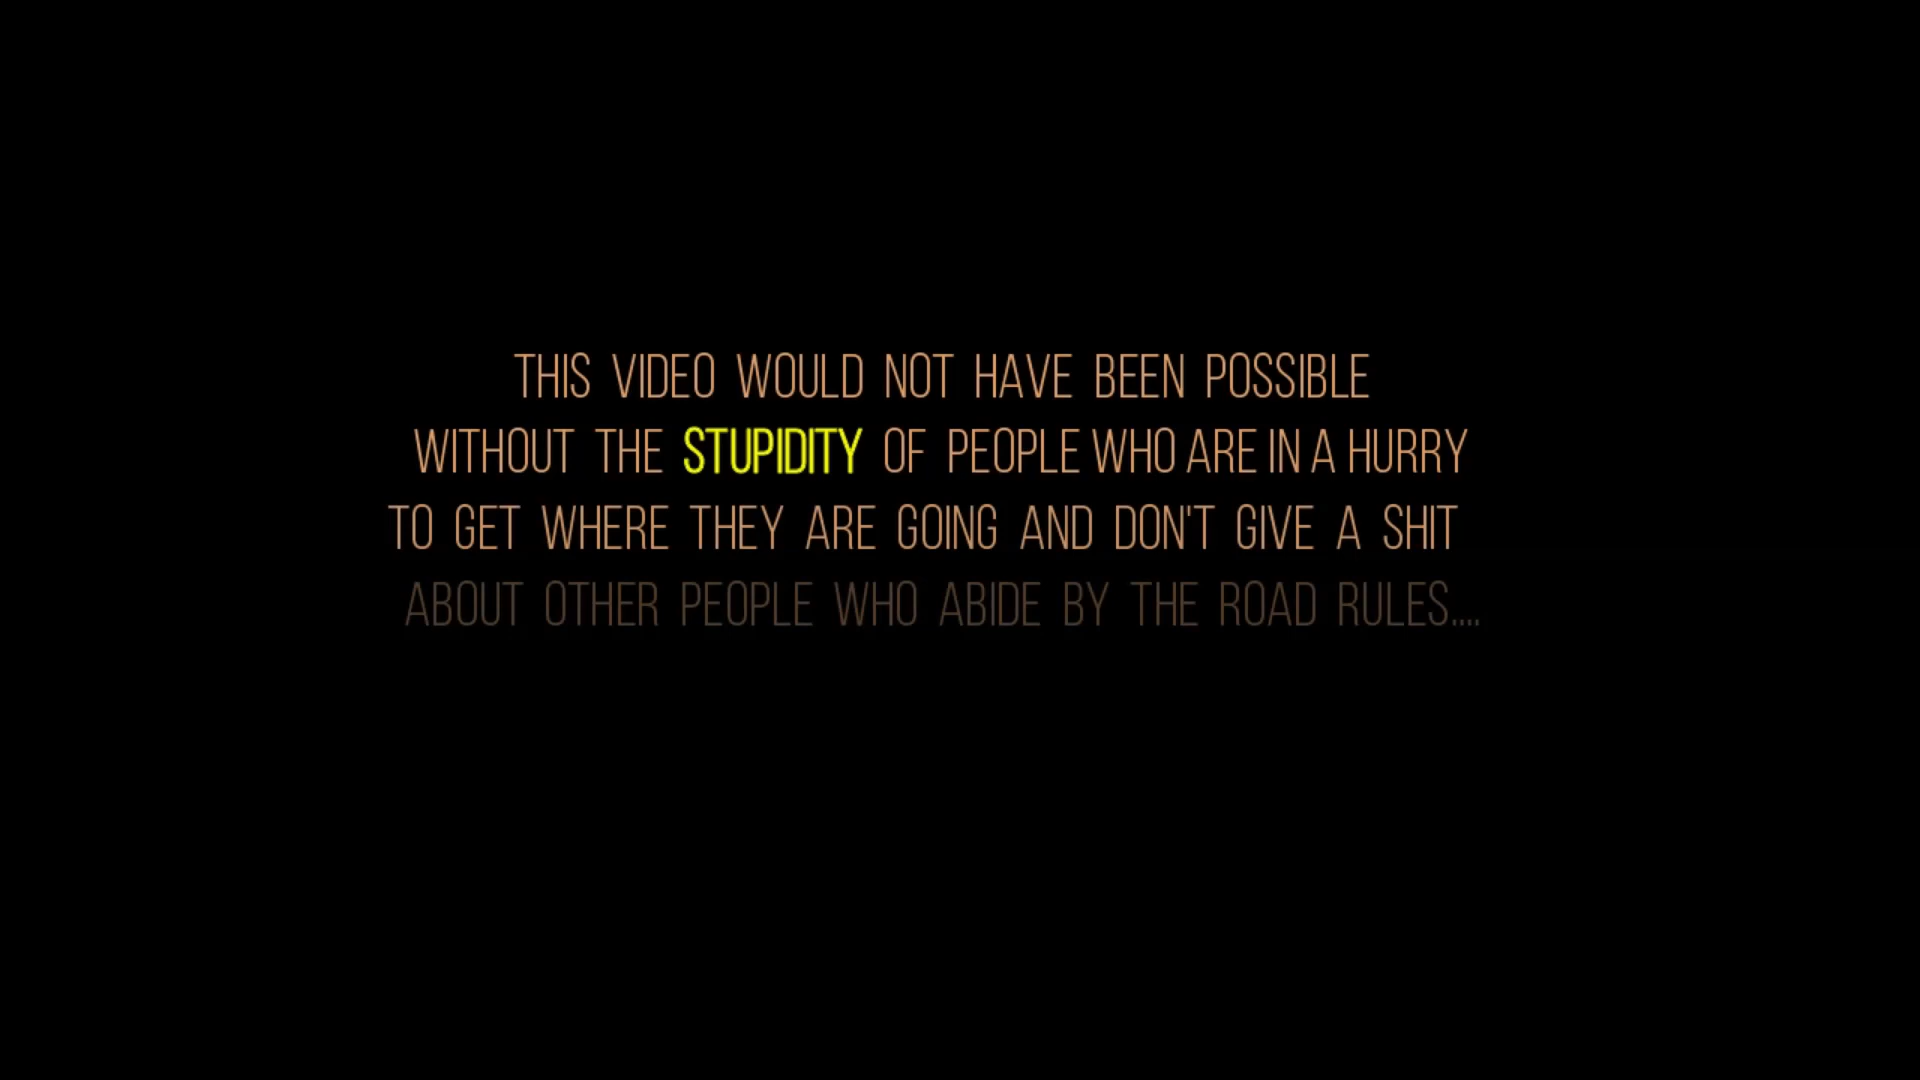 THIS VIDEO WOULD NOT HAVE BEEN POSSIBLE
WITHOUT THE STUPIDITY OF PEOPLE WHO ARE IN A HURRY
TO GET WHERE THEY ARE GOING AND DON'T GIVE A SHIT
ABOUT OTHER PEOPLE WHO ABIDE BY THE ROAD RULES....